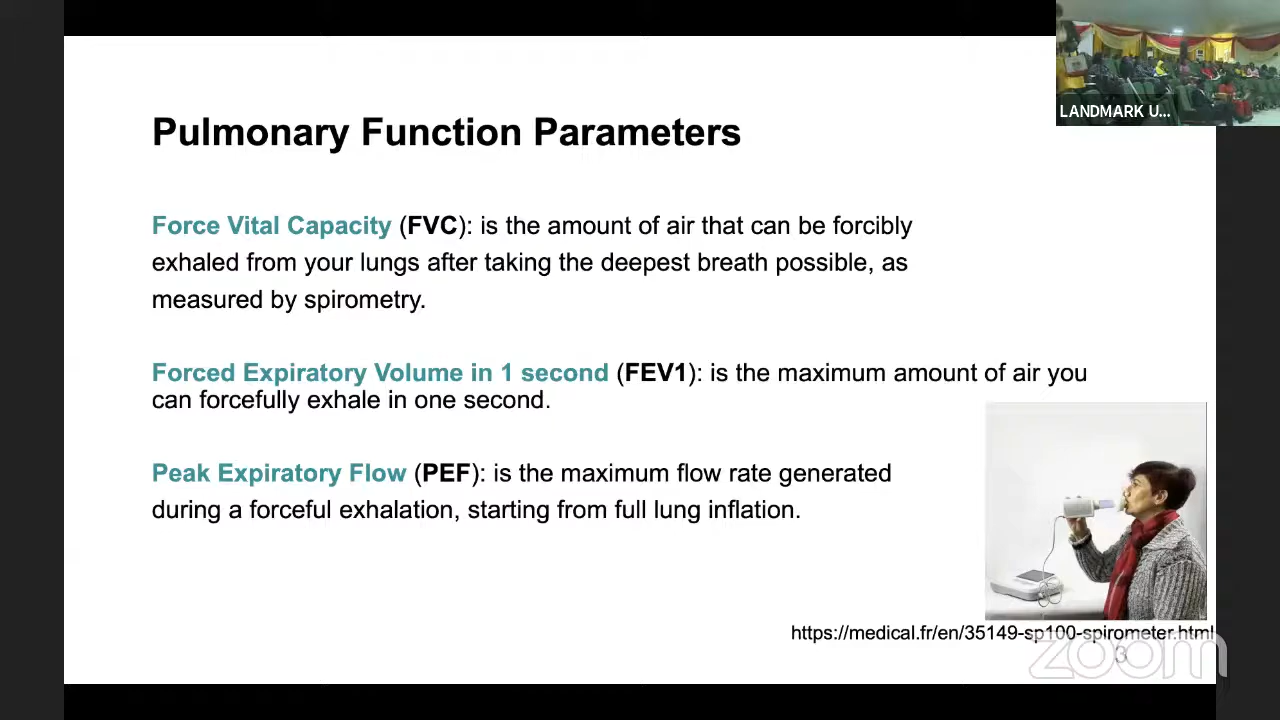 LANDMARK U...
Pulmonary Function Parameters
Force Vital Capacity (FVC): is the amount of air that can be forcibly
exhaled from your lungs after taking the deepest breath possible, as
measured by spirometry.
Forced Expiratory Volume in 1 second (FEV1): is the maximum amount of air you
can forcefully exhale in one second.
Peak Expiratory Flow (PEF): is the maximum flow rate generated
during a forceful exhalation, starting from full lung inflation.
https://medical.fr/en/35149-sp100-spirometer.html
zoom
3